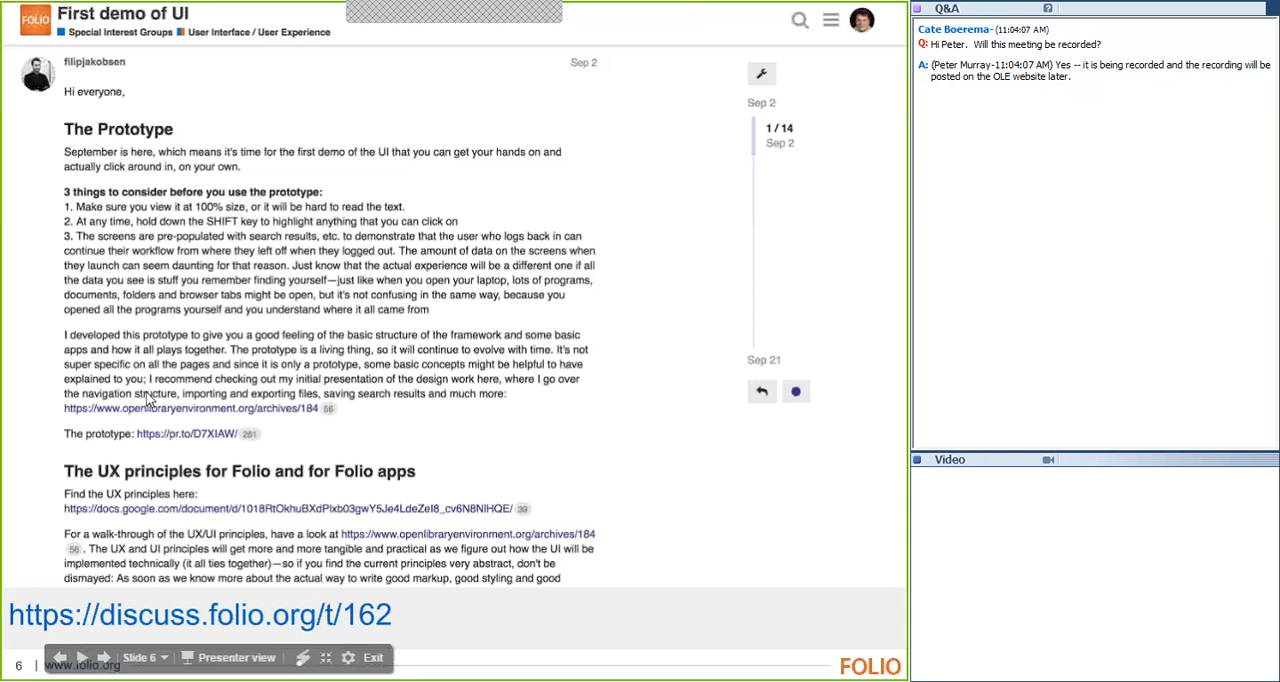 FOLIO
First demo of UI
Special Interest Groups User Interface / User Experience
filipjakobsen
Sep 2
Hi everyone,
The Prototype
September is here, which means it's time for the first demo of the UI that you can get your hands on and
actually click around in, on your own.
3 things to consider before you use the prototype:
1. Make sure you view it at 100% size, or it will be hard to read the text.
2. At any time, hold down the SHIFT key to highlight anything that you can click on
3. The screens are pre-populated with search results, etc. to demonstrate that the user who logs back in can
continue their workflow from where they left off when they logged out. The amount of data on the screens when
they launch can seem daunting for that reason. Just know that the actual experience will be a different one if all
the data you see is stuff you remember finding yourself—just like when you open your laptop, lots of programs,
documents, folders and browser tabs might be open, but it's not confusing in the same way, because you
opened all the programs yourself and you understand where it all came from
I developed this prototype to give you a good feeling of the basic structure of the framework and some basic
apps and how it all plays together. The prototype is a living thing, so it will continue to evolve with time. It's not
super specific on all the pages and since it is only a prototype, some basic concepts might be helpful to have
explained to you; I recommend checking out my initial presentation of the design work here, where I go over
the navigation structure, importing and exporting files, saving search results and much more:
https://www.openlibraryenvironment.org/archives/184 56
The prototype: https://pr.to/D7XIAW/ 261
The UX principles for Folio and for Folio apps
Find the UX principles here:
https://docs.google.com/document/d/1018RtOkhuBXdPlxb03gwY5Je4LdeZeI8_cv6N8NIHQE/ 39
For a walk-through of the UX/UI principles, have a look at https://www.openlibraryenvironment.org/archives/184
56 . The UX and UI principles will get more and more tangible and practical as we figure out how the UI will be
implemented technically (it all ties together)—so if you find the current principles very abstract, don't be
dismayed: As soon as we know more about the actual way to write good markup, good styling and good
Sep 2
1 / 14
Sep 2
Sep 21
https://discuss.folio.org/t/162
Slide 6 Presenter view Exit
6 | www.folio.org
FOLIO
Q&A
Cate Boerema- (11:04:07 AM)
Q: Hi Peter. Will this meeting be recorded?
A: (Peter Murray-11:04:07 AM) Yes -- it is being recorded and the recording will be
posted on the OLE website later.
Video